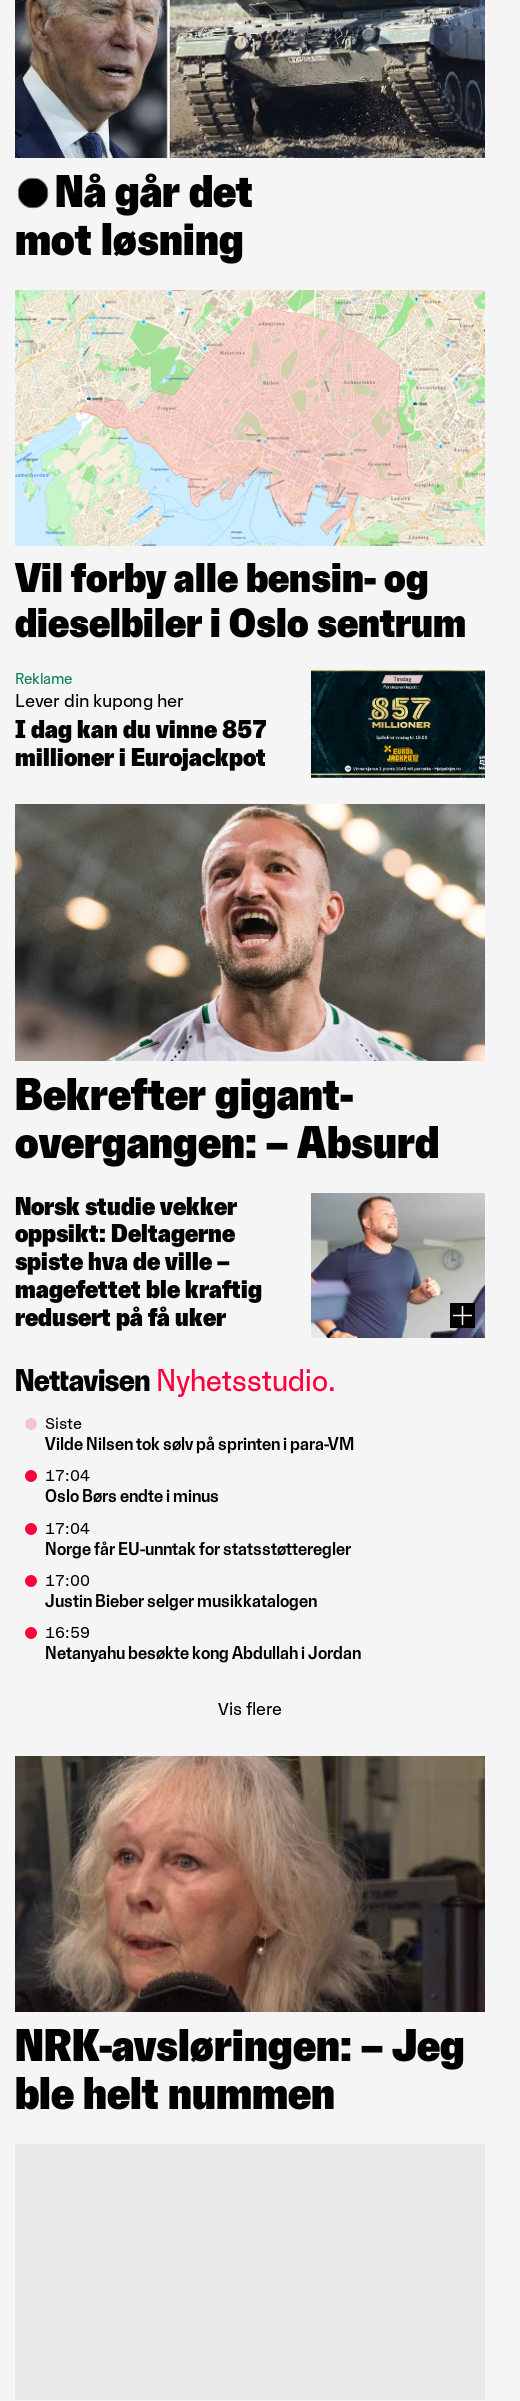 Nå går det
mot løsning
Vil forby alle bensin- og
dieselbiler i Oslo sentrum
Reklame
Lever din kupong her
I dag kan du vinne 857
millioner i Eurojackpot
Tirsdag
Førstepremiepott:
857
MILLIONER
EURO
JACKPOT
Bekrefter gigant-
overgangen: – Absurd
Norsk studie vekker
oppsikt: Deltagerne
spiste hva de ville –
magefettet ble kraftig
redusert på få uker
Nettavisen Nyhetsstudio.
Siste
Vilde Nilsen tok sølv på sprinten i para-VM
17:04
Oslo Børs endte i minus
17:04
Norge får EU-unntak for statsstøtteregler
17:00
Justin Bieber selger musikkatalogen
16:59
Netanyahu besøkte kong Abdullah i Jordan
Vis flere
NRK-avsløringen: – Jeg
ble helt nummen